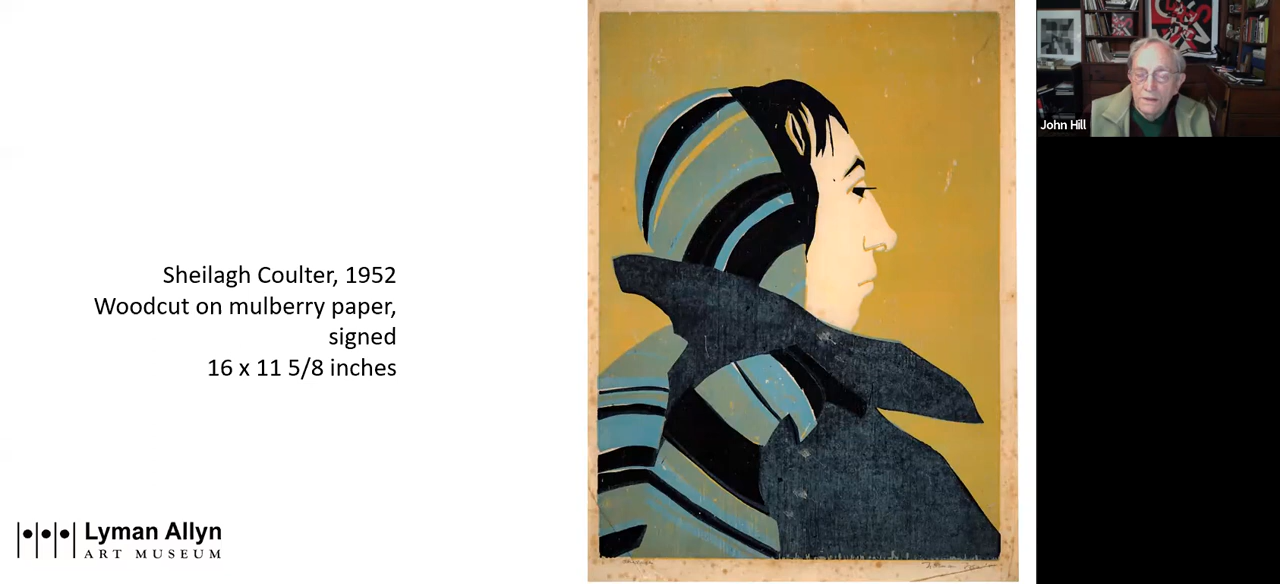 Sheilagh Coulter, 1952
Woodcut on mulberry paper,
signed
16 x 11 5/8 inches
Lyman Allyn
ART MUSEUM
John Hill